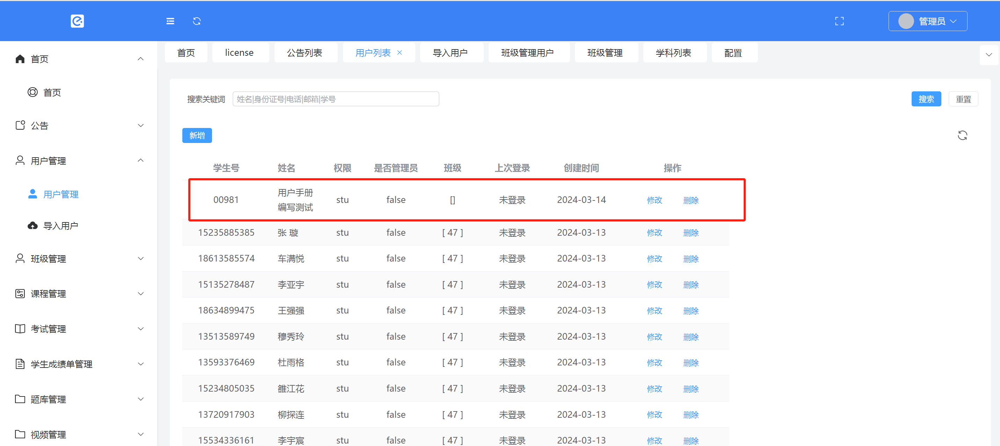 管理员
首页
首页
公告
用户管理
用户管理
导入用户
班级管理
课程管理
考试管理
学生成绩单管理
题库管理
视频管理
首页 license 公告列表 用户列表 导入用户 班级管理用户 班级管理 学科列表 配置
搜索关键词 姓名|身份证号|电话|邮箱|学号 搜索 重置
新增
学生号 姓名 权限 是否管理员 班级 上次登录 创建时间 操作
00981 用户手册编写测试 stu false [] 未登录 2024-03-14 修改 删除
15235885385 张 璇 stu false [ 47 ] 未登录 2024-03-13 修改 删除
18613585574 车满悦 stu false [ 47 ] 未登录 2024-03-13 修改 删除
15135278487 李亚宇 stu false [ 47 ] 未登录 2024-03-13 修改 删除
18634899475 王强强 stu false [ 47 ] 未登录 2024-03-13 修改 删除
13513589749 穆秀玲 stu false [ 47 ] 未登录 2024-03-13 修改 删除
13593376469 杜雨格 stu false [ 47 ] 未登录 2024-03-13 修改 删除
15234805035 雒江花 stu false [ 47 ] 未登录 2024-03-13 修改 删除
13720917903 柳探连 stu false [ 47 ] 未登录 2024-03-13 修改 删除
15534336161 李宇宸 stu false [ 47 ] 未登录 2024-03-13 修改 删除